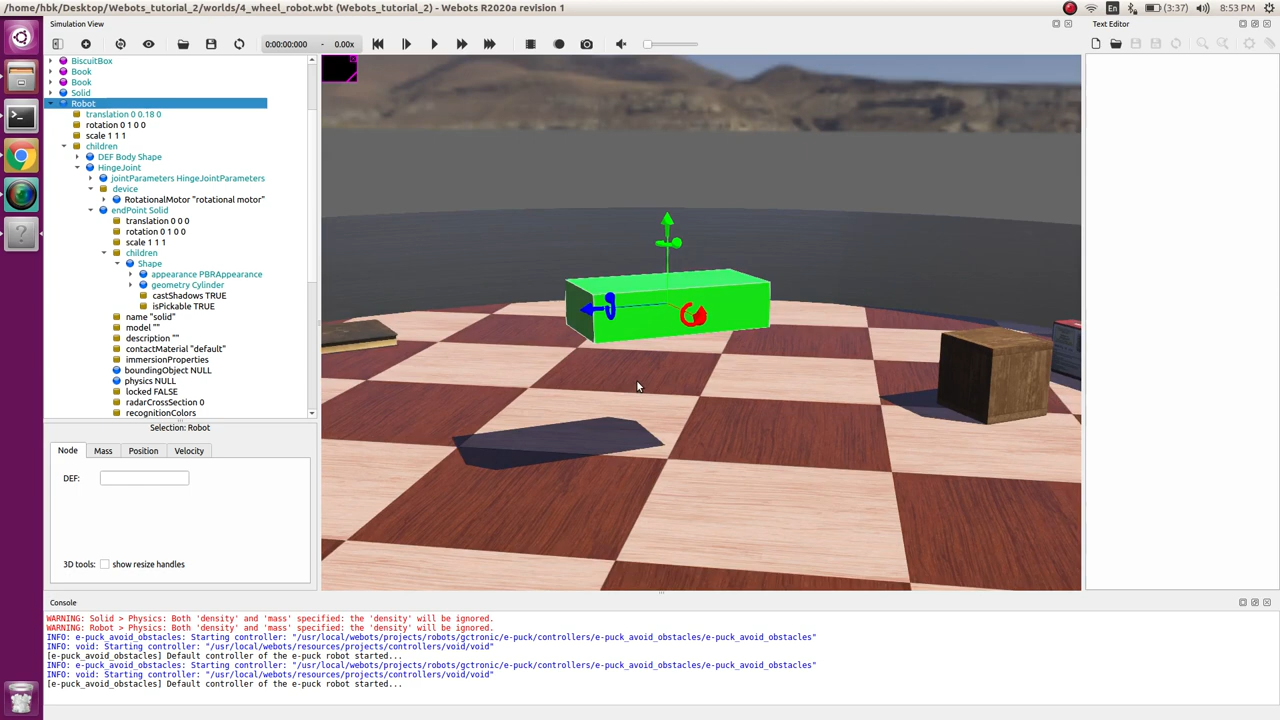 /home/hbk/Desktop/Webots_tutorial_2/worlds/4_wheel_robot.wbt (Webots_tutorial_2) - Webots R2020a revision 1
En
(3:37)
8:53 PM
Simulation View
Text Editor
0:00:00:000 - 0.00x
BiscuitBox
Book
Book
Solid
Robot
translation 0 0.18 0
rotation 0 1 0 0
scale 1 1 1
children
DEF Body Shape
HingeJoint
jointParameters HingeJointParameters
device
RotationalMotor "rotational motor"
endPoint Solid
translation 0 0 0
rotation 0 1 0 0
scale 1 1 1
children
Shape
appearance PBRAppearance
geometry Cylinder
castShadows TRUE
isPickable TRUE
name "solid"
model ""
description ""
contactMaterial "default"
immersionProperties
boundingObject NULL
physics NULL
locked FALSE
radarCrossSection 0
recognitionColors
Selection: Robot
Node Mass Position Velocity
DEF:
3D tools: show resize handles
Console
WARNING: Solid > Physics: Both 'density' and 'mass' specified: the 'density' will be ignored.
WARNING: Robot > Physics: Both 'density' and 'mass' specified: the 'density' will be ignored.
INFO: e-puck_avoid_obstacles: Starting controller: "/usr/local/webots/projects/robots/gctronic/e-puck/controllers/e-puck_avoid_obstacles/e-puck_avoid_obstacles"
INFO: void: Starting controller: "/usr/local/webots/resources/projects/controllers/void/void"
[e-puck_avoid_obstacles] Default controller of the e-puck robot started...
INFO: e-puck_avoid_obstacles: Starting controller: "/usr/local/webots/projects/robots/gctronic/e-puck/controllers/e-puck_avoid_obstacles/e-puck_avoid_obstacles"
INFO: void: Starting controller: "/usr/local/webots/resources/projects/controllers/void/void"
[e-puck_avoid_obstacles] Default controller of the e-puck robot started...